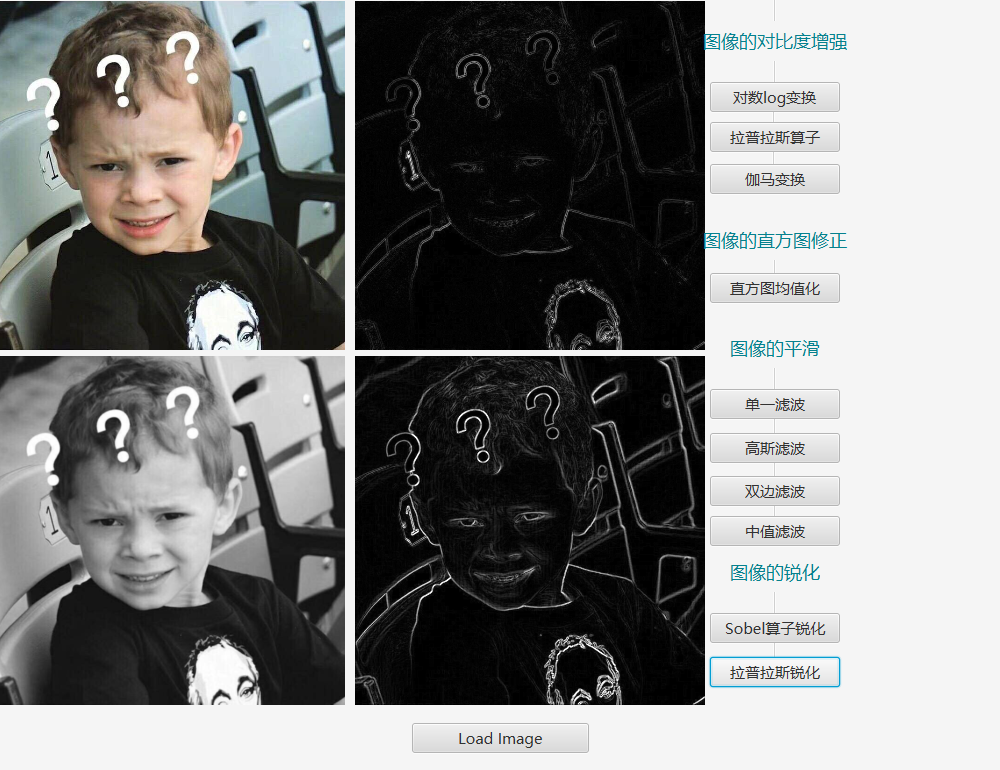 ? ? ?
1
? ? ?
1
? ? ?
1
? ? ?
1
图像的对比度增强
对数log变换
拉普拉斯算子
伽马变换
图像的直方图修正
直方图均值化
图像的平滑
单一滤波
高斯滤波
双边滤波
中值滤波
图像的锐化
Sobel算子锐化
拉普拉斯锐化
Load Image